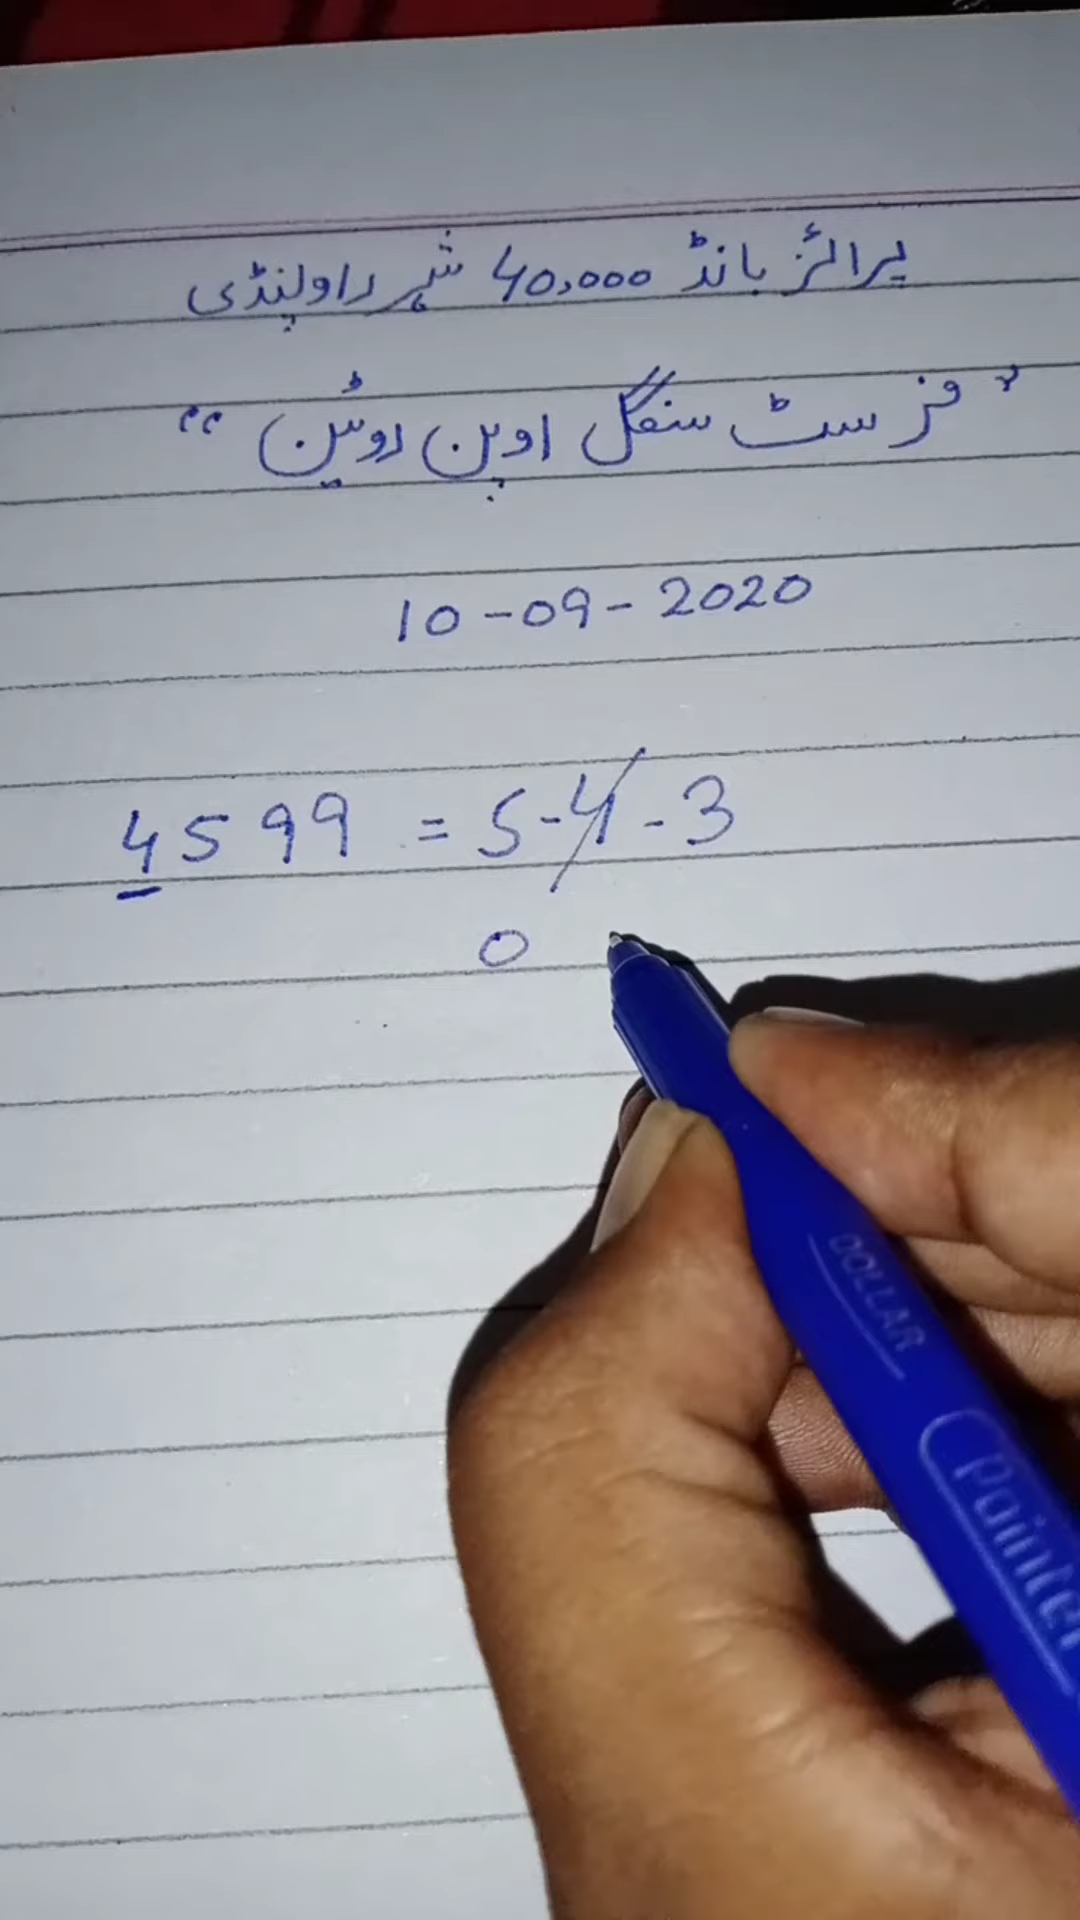 پرائز بانڈ 40,000 شہر راولپنڈی
" فرسٹ سنگل اوپن روٹین "
10-09-2020
4599 = 5-4-3
0
DOLLAR
Pointer